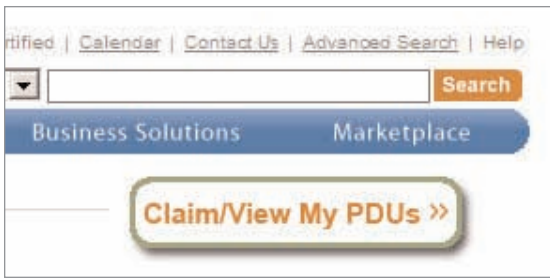 rtified | Calendar | Contact Us | Advanced Search | Help
Search
Business Solutions Marketplace
Claim/View My PDUs »